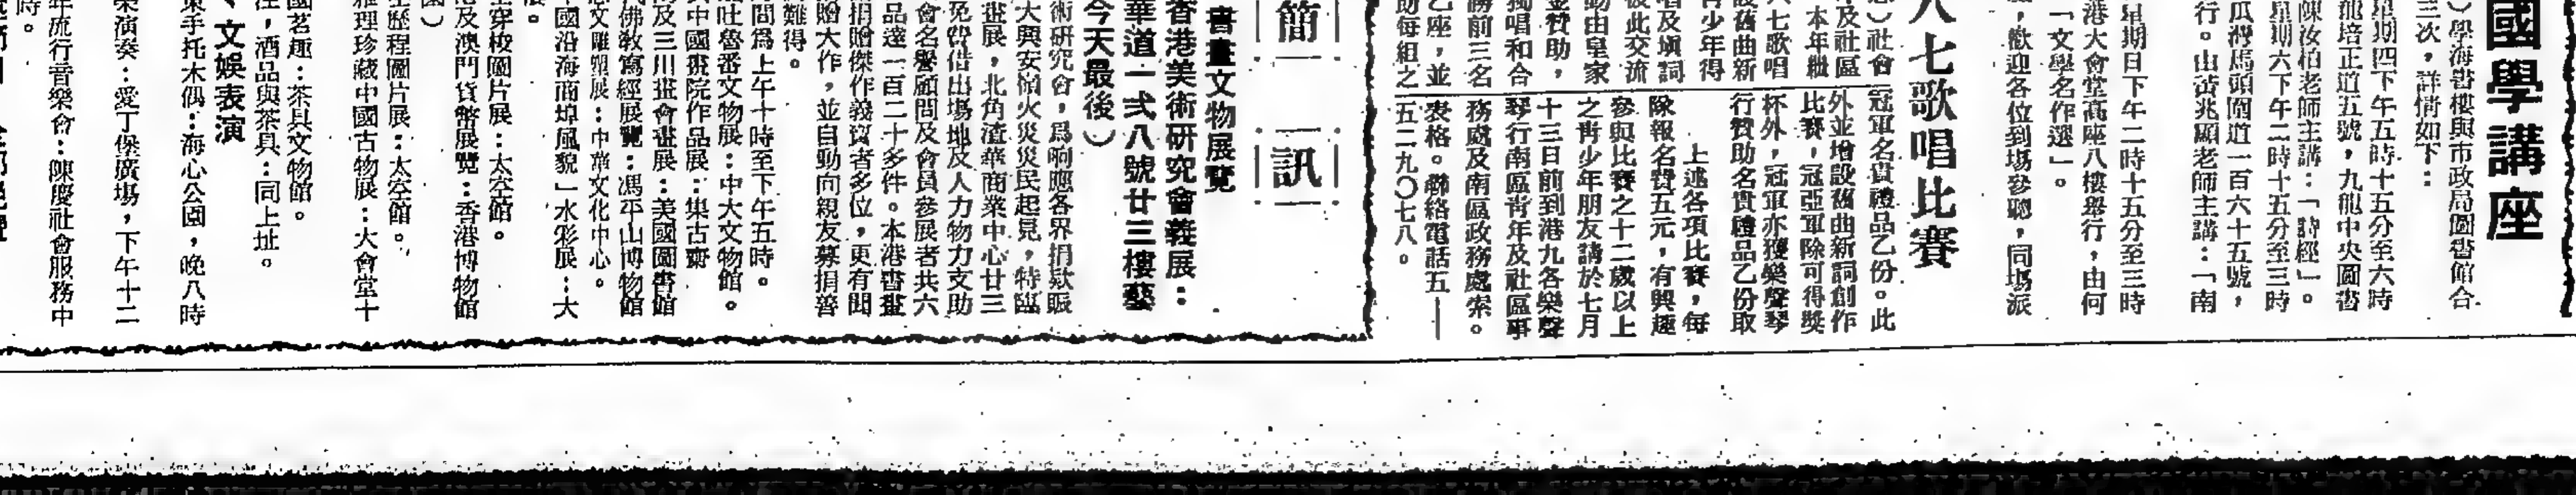 國學講座
）學海書樓與市政局圖書館合
三次，詳情如下：
星期四下午五時十五分至六時
龍培正道五號，九龍中央圖書
陳汝柏老師主講：「詩經」。
星期六下午二時十五分至三時
瓜灣馬頭圍道一百六十五號，
行。由黃兆顯老師主講：「南
星期日下午二時十五分至三時
港大會堂高座八樓舉行，由何
「文學名作選」。
，歡迎各位到場參聽，同場派
八七歌唱比賽
）社會
及社區
本年繼
七歌唱
設舊曲新
青少年得
唱及填詞
彼此交流
動由皇家
金贊助，
獨唱和合
勝前三名
乙座，並
助每組之
冠軍名貴禮品乙份。此
外並增設舊曲新詞創作
比賽，冠亞軍除可得獎
杯外，冠軍亦獲樂聲琴
行贊助名貴禮品乙份取
上述各項比賽，每
隊報名費五元，有興趣
參與比賽之十二歲以上
之青少年朋友請於七月
十三日前到港九各樂聲
琴行南區青年及社區事
務處及南區政務處索。
表格。聯絡電話五——
五二九〇七八。
簡訊
書畫文物展覽
香港美術研究會義展：
華道一弍八號廿三樓藝
今天最後）
術研究會，爲响應各界捐欵賑
大興安嶺火災災民起見，特臨
畫展，北角渣華商業中心廿三
免費借出場地及人力物力支助
會名譽顧問及會員參展者共六
品達一百二十多件。本港書畫
捐贈傑作義賣者多位，更有聞
贈大作，並自動向親友募捐善
難得。
間爲上午十時至下午五時。
吐魯番文物展：中大文物館。
中國畫院作品展：集古齋
及三川畫會畫展：美國圖書館
佛敎寫經展覽：馮平山博物館
文雕塑展：中華文化中心。
國沿海商埠風貌」水彩展：大
展。
穿梭圖片展：太空館。
及澳門貨幣展覽：香港博物館
歷程圖片展：太空館。
雅理珍藏中國古物展：大會堂十
國茗趣：茶具文物館。
，酒品與茶具：同上址。
、文娛表演
東手托木偶：海心公園，晚八時
樂演奏：愛丁堡廣場，下午十二
年流行音樂會：陳慶社會服務中
時。